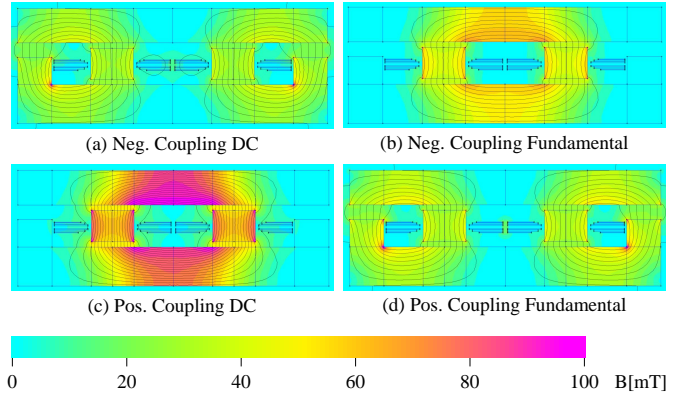 (a) Neg. Coupling DC
(b) Neg. Coupling Fundamental
(c) Pos. Coupling DC
(d) Pos. Coupling Fundamental
0 20 40 60 80 100 B[mT]